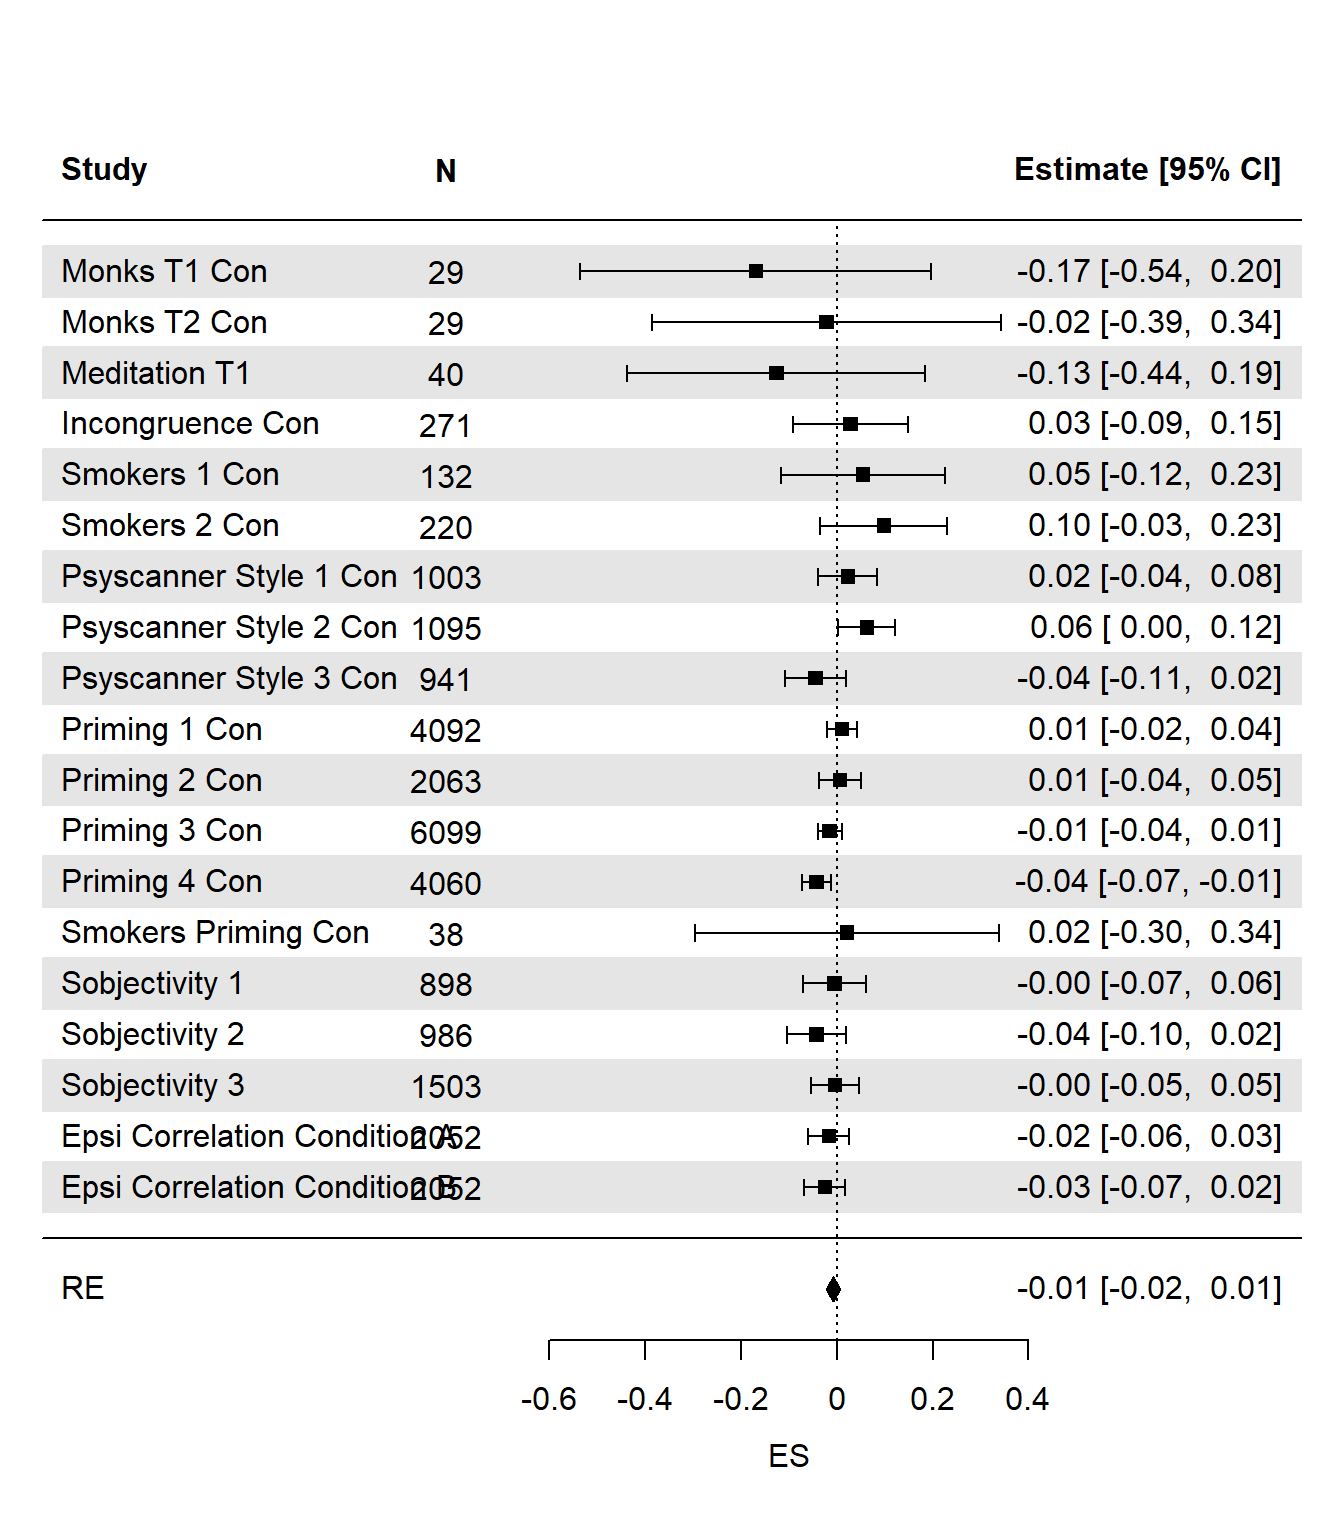 Study N Estimate [95% CI]
Monks T1 Con 29 -0.17 [-0.54, 0.20]
Monks T2 Con 29 -0.02 [-0.39, 0.34]
Meditation T1 40 -0.13 [-0.44, 0.19]
Incongruence Con 271 0.03 [-0.09, 0.15]
Smokers 1 Con 132 0.05 [-0.12, 0.23]
Smokers 2 Con 220 0.10 [-0.03, 0.23]
Psyscanner Style 1 Con 1003 0.02 [-0.04, 0.08]
Psyscanner Style 2 Con 1095 0.06 [ 0.00, 0.12]
Psyscanner Style 3 Con 941 -0.04 [-0.11, 0.02]
Priming 1 Con 4092 0.01 [-0.02, 0.04]
Priming 2 Con 2063 0.01 [-0.04, 0.05]
Priming 3 Con 6099 -0.01 [-0.04, 0.01]
Priming 4 Con 4060 -0.04 [-0.07, -0.01]
Smokers Priming Con 38 0.02 [-0.30, 0.34]
Sobjectivity 1 898 -0.00 [-0.07, 0.06]
Sobjectivity 2 986 -0.04 [-0.10, 0.02]
Sobjectivity 3 1503 -0.00 [-0.05, 0.05]
Epsi Correlation Condition A 2052 -0.02 [-0.06, 0.03]
Epsi Correlation Condition B 2052 -0.03 [-0.07, 0.02]
RE -0.01 [-0.02, 0.01]
-0.6 -0.4 -0.2 0 0.2 0.4
ES